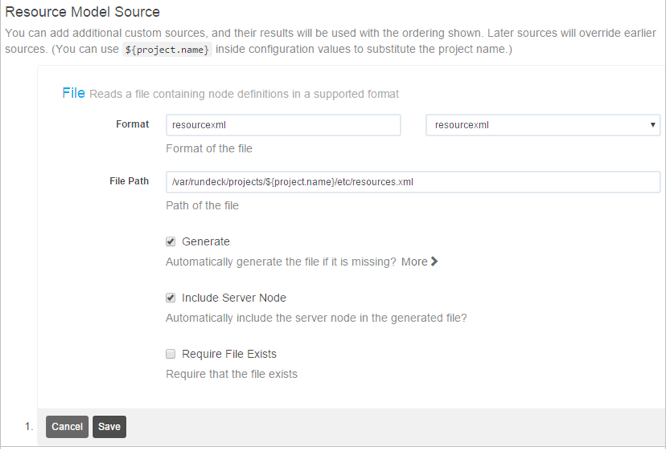 Resource Model Source
You can add additional custom sources, and their results will be used with the ordering shown. Later sources will override earlier
sources. (You can use ${project.name} inside configuration values to substitute the project name.)
File Reads a file containing node definitions in a supported format
Format resourcexml resourcexml
Format of the file
File Path /var/rundeck/projects/${project.name}/etc/resources.xml
Path of the file
Generate
Automatically generate the file if it is missing? More
Include Server Node
Automatically include the server node in the generated file?
Require File Exists
Require that the file exists
1. Cancel Save